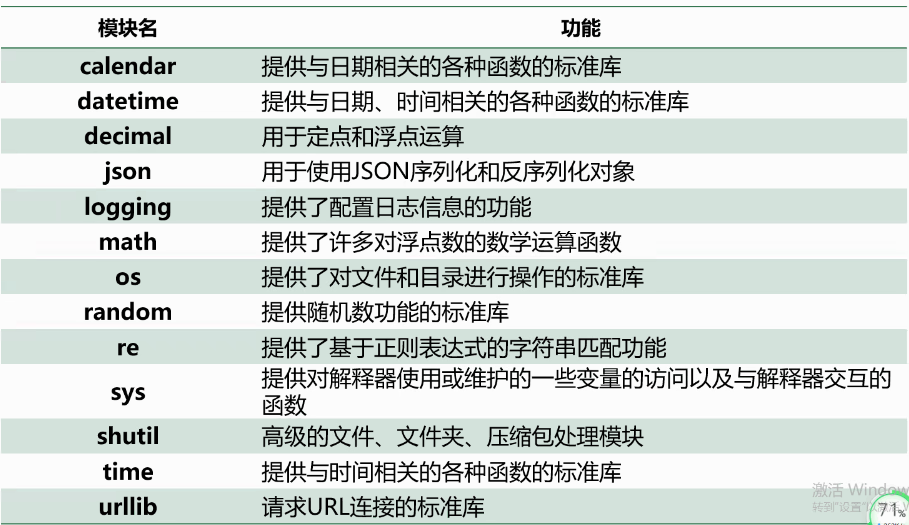 模块名 功能
calendar 提供与日期相关的各种函数的标准库
datetime 提供与日期、时间相关的各种函数的标准库
decimal 用于定点和浮点运算
json 用于使用JSON序列化和反序列化对象
logging 提供了配置日志信息的功能
math 提供了许多对浮点数的数学运算函数
os 提供了对文件和目录进行操作的标准库
random 提供随机数功能的标准库
re 提供了基于正则表达式的字符串匹配功能
sys 提供对解释器使用或维护的一些变量的访问以及与解释器交互的
函数
shutil 高级的文件、文件夹、压缩包处理模块
time 提供与时间相关的各种函数的标准库
urllib 请求URL连接的标准库
激活 Window
转到"设置"以激活
71%